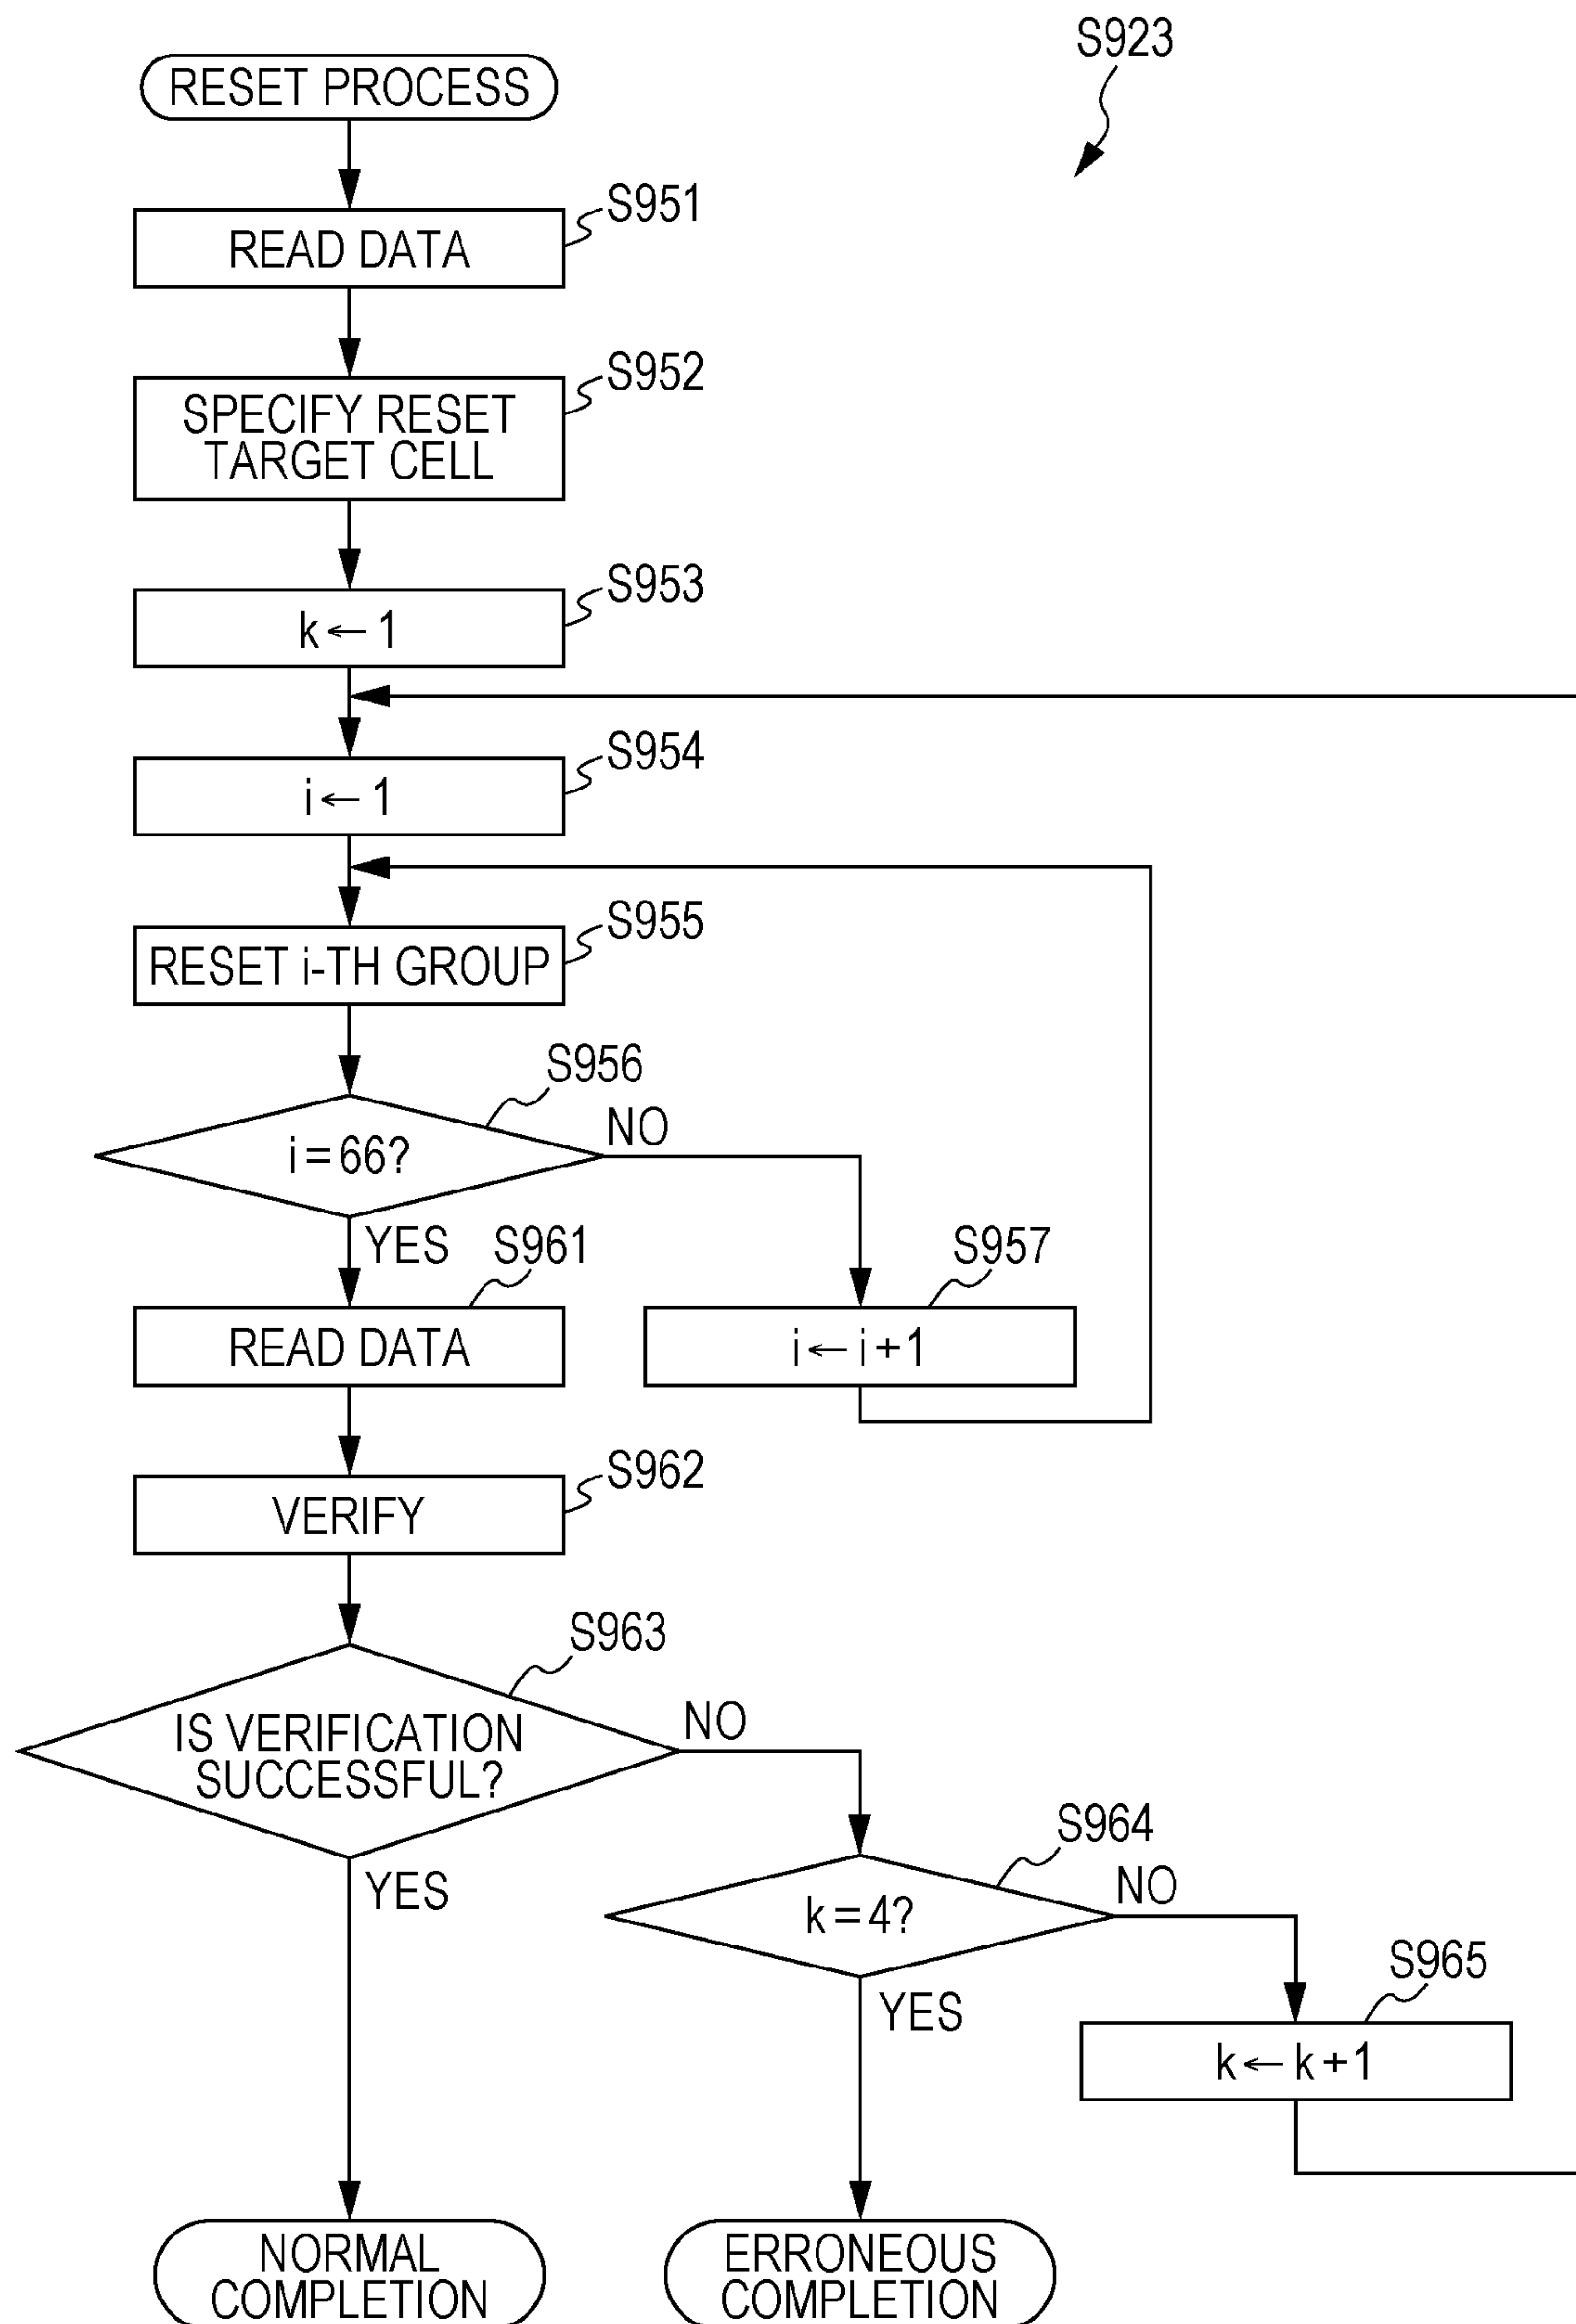 S923
RESET PROCESS
S951
READ DATA
S952
SPECIFY RESET
TARGET CELL
S953
k ← 1
S954
i ← 1
S955
RESET i-TH GROUP
S956
i = 66?
NO
YES
S961
S957
READ DATA
i ← i + 1
S962
VERIFY
S963
IS VERIFICATION
SUCCESSFUL?
NO
YES
S964
k = 4?
NO
YES
S965
k ← k + 1
NORMAL
COMPLETION
ERRONEOUS
COMPLETION